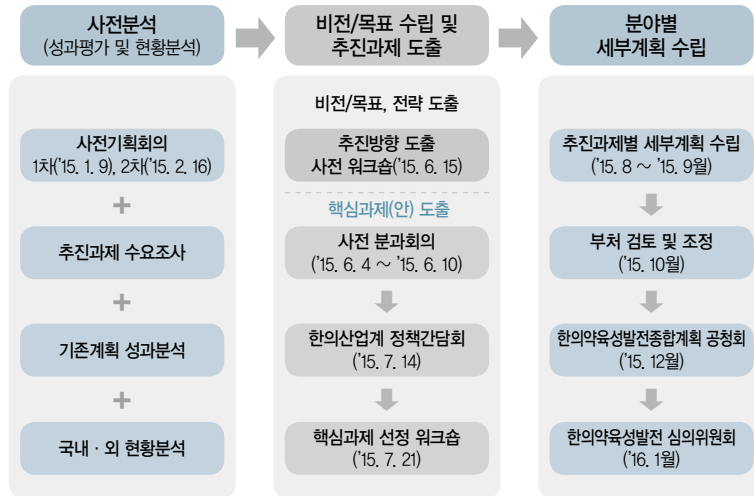 사전분석
(성과평가 및 현황분석)
사전기획회의
1차('15. 1. 9), 2차('15. 2. 16)
+
추진과제 수요조사
+
기존계획 성과분석
+
국내 · 외 현황분석
비전/목표 수립 및
추진과제 도출
비전/목표, 전략 도출
추진방향 도출
사전 워크숍('15. 6. 15)
핵심과제(안) 도출
사전 분과회의
('15. 6. 4 ~ '15. 6. 10)
한의산업계 정책간담회
('15. 7. 14)
핵심과제 선정 워크숍
('15. 7. 21)
분야별
세부계획 수립
추진과제별 세부계획 수립
('15. 8 ~ '15. 9월)
부처 검토 및 조정
('15. 10월)
한의약육성발전종합계획 공청회
('15. 12월)
한의약육성발전 심의위원회
('16. 1월)